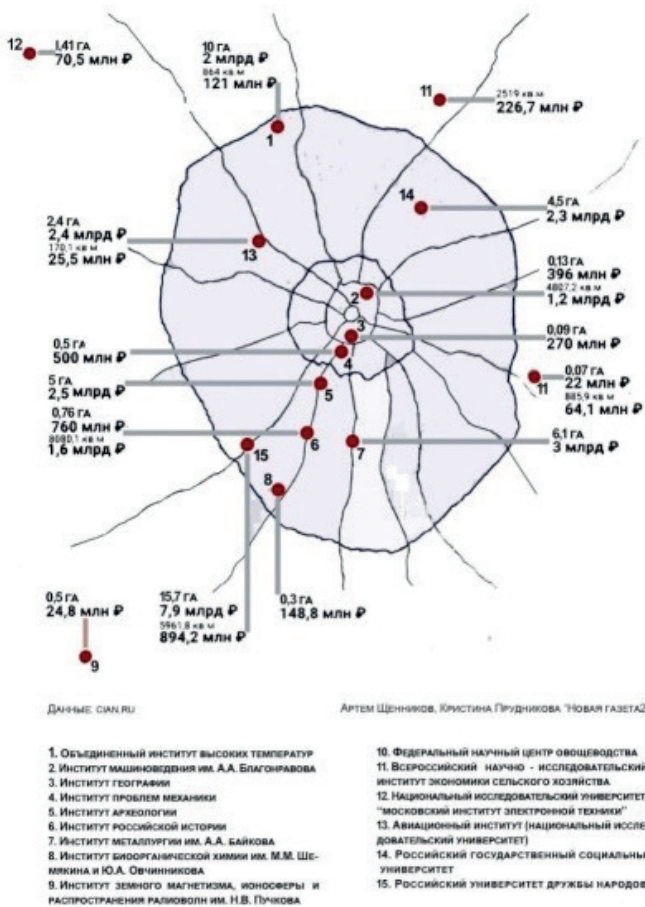 12
1,41 ГА
70,5 млн ₽
10 ГА
2 млрд ₽
864 кв.м
121 млн ₽
1
11
2519 кв.м
226,7 млн ₽
14
4,5 ГА
2,3 млрд ₽
2,4 ГА
2,4 млрд ₽
170,1 кв м
25,5 млн ₽
13
0,13 ГА
396 млн ₽
4807,2 кв м
1,2 млрд ₽
2
3
0,09 ГА
270 млн ₽
0,5 ГА
500 млн ₽
4
5 ГА
2,5 млрд ₽
5
11
0,07 ГА
22 млн ₽
885,9 кв м
64,1 млн ₽
0,76 ГА
760 млн ₽
8080,1 кв м
1,6 млрд ₽
6
15
7
6,1 ГА
3 млрд ₽
8
0,5 ГА
24,8 млн ₽
15,7 ГА
7,9 млрд ₽
5961,8 кв м
894,2 млн ₽
0,3 ГА
148,8 млн ₽
9
Данные: CIAN.RU
Артем Щенников, Кристина Прудникова "Новая газета2
1. Объединенный институт высоких температур
2. Институт машиноведения им. А.А. Благонравова
3. Институт географии
4. Институт проблем механики
5. Институт археологии
6. Институт российской истории
7. Институт металлургии им. А.А. Байкова
8. Институт биоорганической химии им. М.М. Ше-
мякина и Ю.А. Овчинникова
9. Институт земного магнетизма, ионосферы и
распространения ралиоволн им. Н.В. Пучкова
10. Федеральный научный центр овощеводства
11. Всероссийский научно - исследовательский
институт экономики сельского хозяйства
12. Национальный исследовательский университет
"Московский институт электронной техники"
13. Авиационный институт (национальный иссле
довательский университет)
14. Российский государственный социальны
университет
15. Российский университет дружбы народов